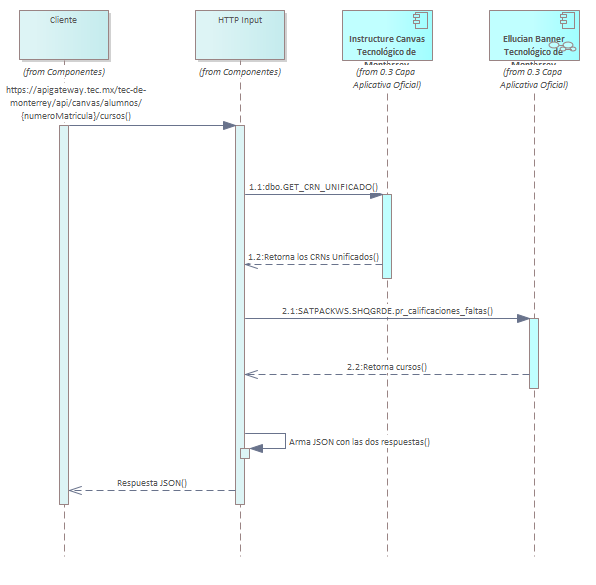 Cliente
HTTP Input
Instructure Canvas
Tecnológico de
Monterrey
Ellucian Banner
Tecnológico de
Monterrey
(from Componentes)
(from Componentes)
(from 0.3 Capa
Aplicativa Oficial)
(from 0.3 Capa
Aplicativa Oficial)
https://apigateway.tec.mx/tec-de-
monterrey/api/canvas/alumnos/
{numeroMatricula}/cursos()
1.1:dbo.GET_CRN_UNIFICADO()
1.2:Retorna los CRNs Unificados()
2.1:SATPACKWS.SHQGRDE.pr_calificaciones_faltas()
2.2:Retorna cursos()
Arma JSON con las dos respuestas()
Respuesta JSON()